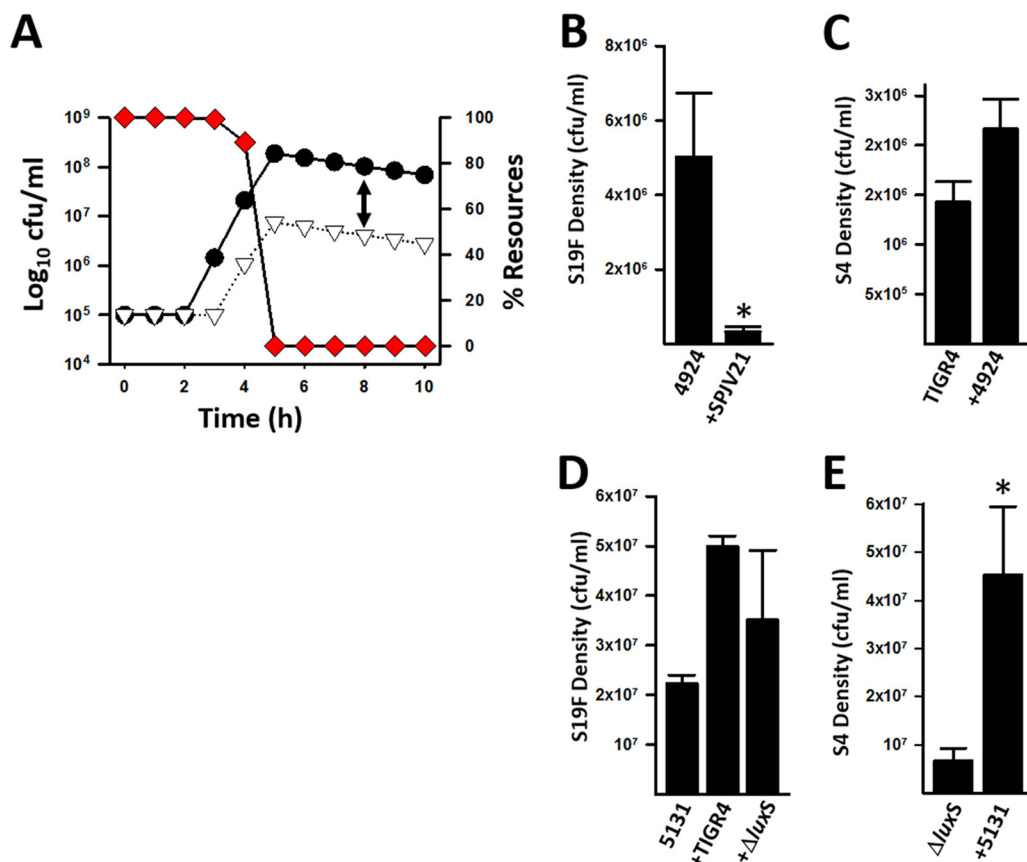 A
Log10 cfu/ml
10⁹
10⁸
10⁷
10⁶
10⁵
10⁴
100
80
60
40
20
0
% Resources
0 2 4 6 8 10
Time (h)
B
S19F Density (cfu/ml)
8x10⁶
6x10⁶
4x10⁶
2x10⁶
*
4924
+SPJV21
C
S4 Density (cfu/ml)
3x10⁶
2x10⁶
2x10⁶
1x10⁶
5x10⁵
TIGR4
+4924
D
S19F Density (cfu/ml)
6x10⁷
5x10⁷
4x10⁷
3x10⁷
2x10⁷
10⁷
5131
+TIGR4
+ΔluxS
E
S4 Density (cfu/ml)
6x10⁷
5x10⁷
4x10⁷
3x10⁷
2x10⁷
10⁷
*
ΔluxS
+5131